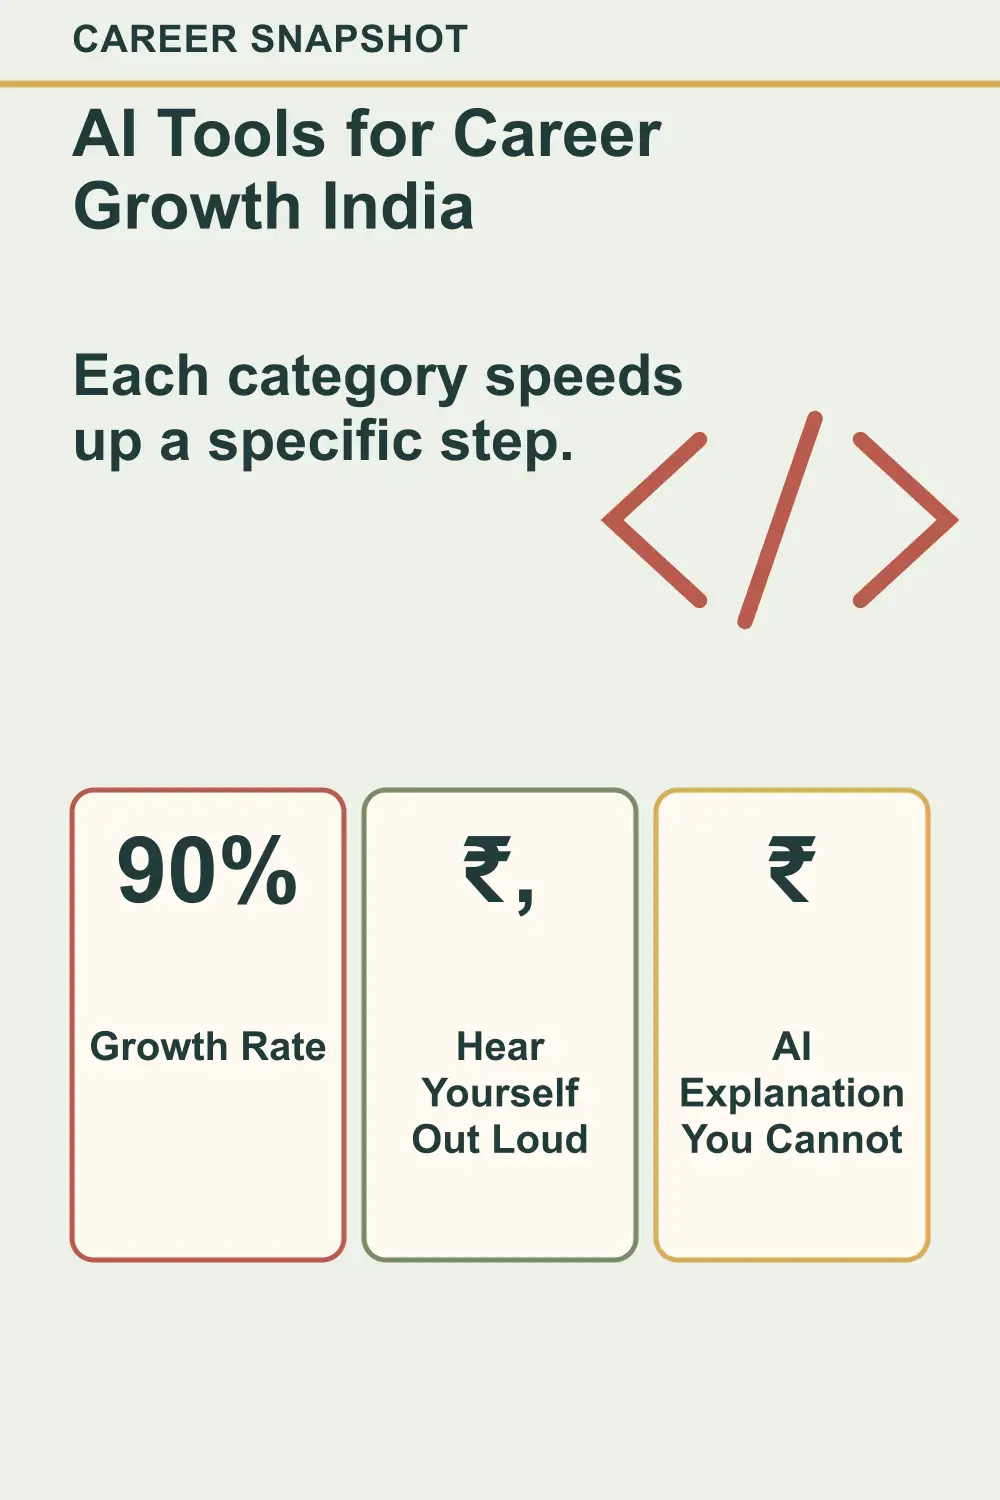 CAREER SNAPSHOT
AI Tools for Career
Growth India
Each category speeds
up a specific step.
</>
90%
Growth Rate
₹,
Hear
Yourself
Out Loud
₹
AI
Explanation
You Cannot